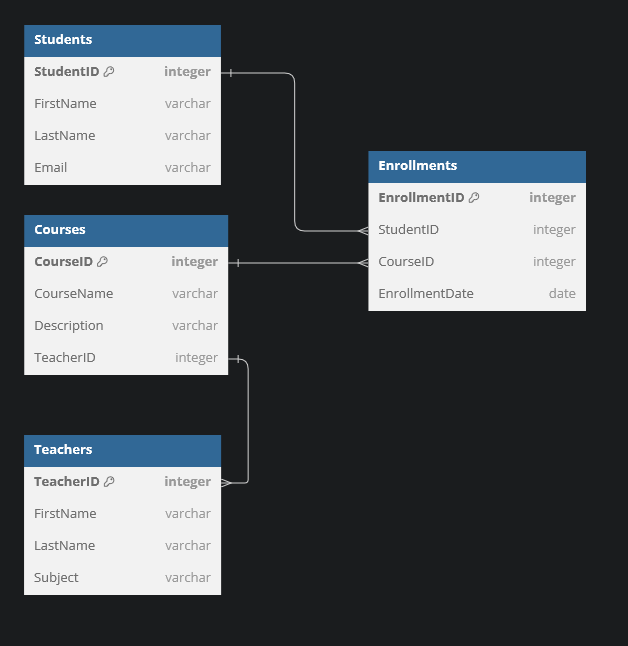 Students
StudentID integer
FirstName varchar
LastName varchar
Email varchar
Courses
CourseID integer
CourseName varchar
Description varchar
TeacherID integer
Teachers
TeacherID integer
FirstName varchar
LastName varchar
Subject varchar
Enrollments
EnrollmentID integer
StudentID integer
CourseID integer
EnrollmentDate date